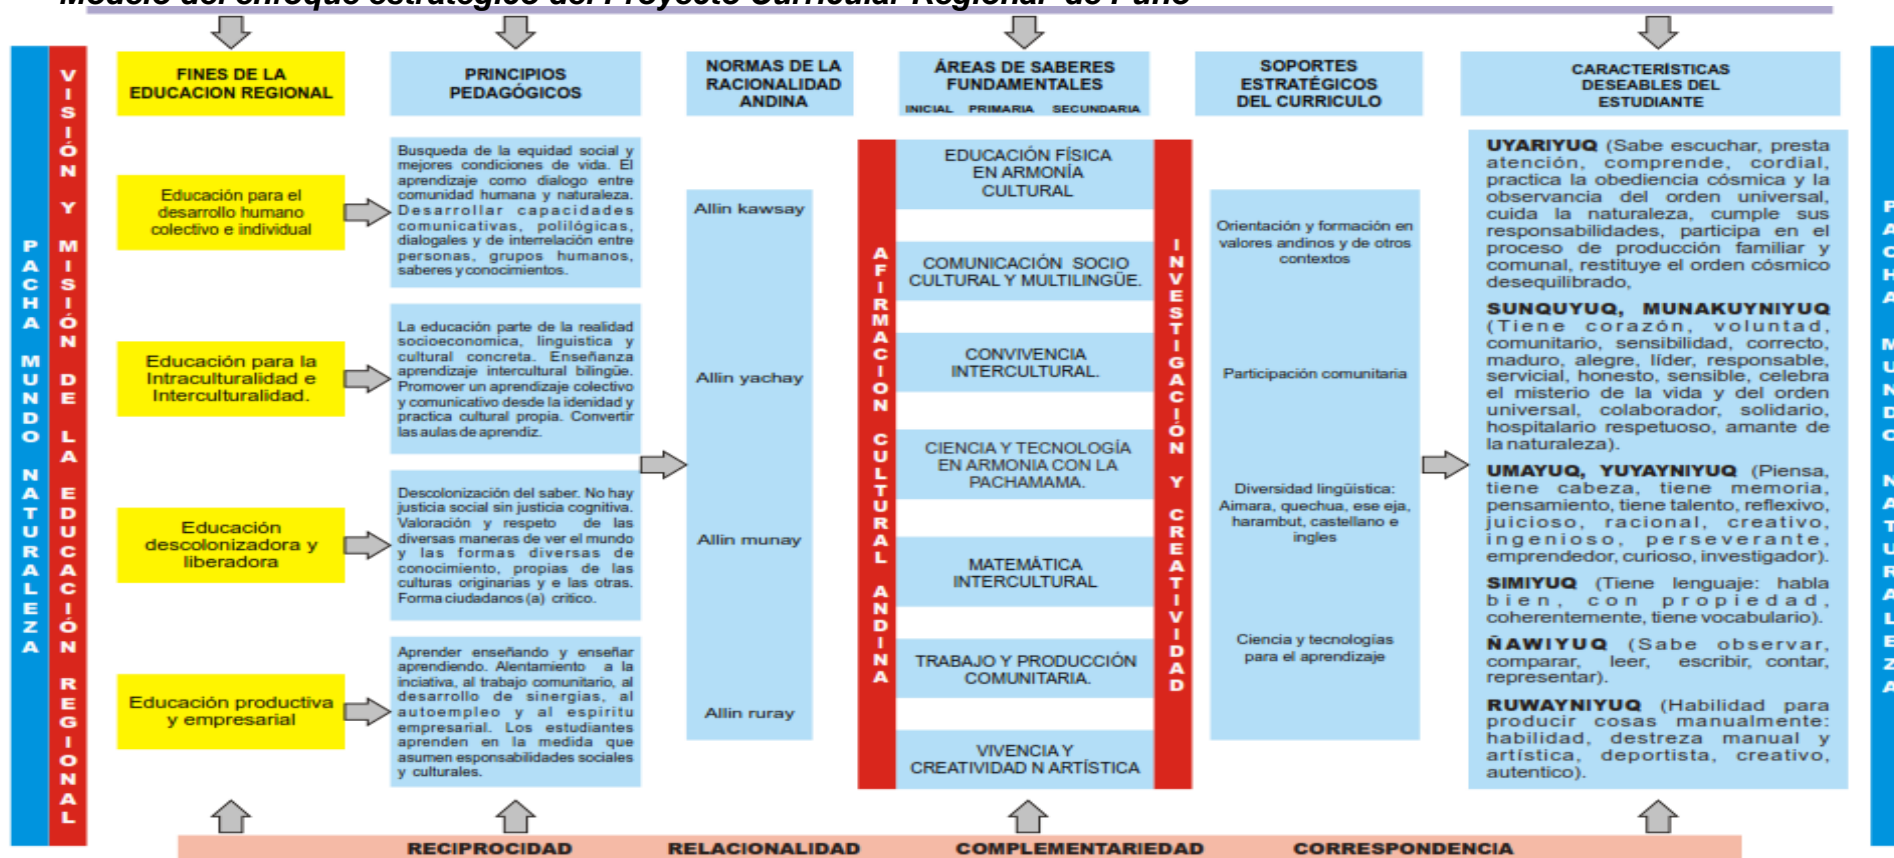 Modelo del enfoque estratégico del Proyecto Curricular Regional de Puno
PACHA MUNDO NATURALEZA
VISIÓN Y MISIÓN DE LA EDUCACIÓN REGIONAL
FINES DE LA
EDUCACION REGIONAL
Educación para el
desarrollo humano
colectivo e individual
Educación para la
Intraculturalidad e
Interculturalidad.
Educación
descolonizadora y
liberadora
Educación productiva
y empresarial
PRINCIPIOS
PEDAGÓGICOS
Busqueda de la equidad social y
mejores condiciones de vida. El
aprendizaje como dialogo entre
comunidad humana y naturaleza.
Desarrollar capacidades
comunicativas, polilógicas,
dialogales y de interrelación entre
personas, grupos humanos,
saberes y conocimientos.
La educación parte de la realidad
socioeconomica, linguistica y
cultural concreta. Enseñanza
aprendizaje intercultural bilingüe.
Promover un aprendizaje colectivo
y comunicativo desde la idenidad y
practica cultural propia. Convertir
las aulas de aprendiz.
Descolonización del saber. No hay
justicia social sin justicia cognitiva.
Valoración y respeto de las
diversas maneras de ver el mundo
y las formas diversas de
conocimiento, propias de las
culturas originarias y e las otras.
Forma ciudadanos (a) critico.
Aprender enseñando y enseñar
aprendiendo. Alentamiento a la
inciativa, al trabajo comunitario, al
desarrollo de sinergias, al
autoempleo y al espiritu
empresarial. Los estudiantes
aprenden en la medida que
asumen esponsabilidades sociales
y culturales.
NORMAS DE LA
RACIONALIDAD
ANDINA
Allin kawsay
Allin yachay
Allin munay
Allin ruray
ÁREAS DE SABERES
FUNDAMENTALES
INICIAL PRIMARIA SECUNDARIA
AFIRMACION CULTURAL ANDINA
EDUCACIÓN FÍSICA
EN ARMONÍA
CULTURAL
COMUNICACIÓN SOCIO
CULTURAL Y MULTILINGÜE.
CONVIVENCIA
INTERCULTURAL.
CIENCIA Y TECNOLOGÍA
EN ARMONIA CON LA
PACHAMAMA.
MATEMÁTICA
INTERCULTURAL
TRABAJO Y PRODUCCIÓN
COMUNITARIA.
VIVENCIA Y
CREATIVIDAD N ARTÍSTICA
INVESTIGACIÓN Y CREATIVIDAD
SOPORTES
ESTRATÉGICOS
DEL CURRICULO
Orientación y formación en
valores andinos y de otros
contextos
Participación comunitaria
Diversidad lingüística:
Aimara, quechua, ese eja,
harambut, castellano e
ingles
Ciencia y tecnologías
para el aprendizaje
CARACTERÍSTICAS
DESEABLES DEL
ESTUDIANTE
UYARIYUQ (Sabe escuchar, presta
atención, comprende, cordial,
practica la obediencia cósmica y la
observancia del orden universal,
cuida la naturaleza, cumple sus
responsabilidades, participa en el
proceso de producción familiar y
comunal, restituye el orden cósmico
desequilibrado,
SUNQUYUQ, MUNAKUYNIYUQ
(Tiene corazón, voluntad,
comunitario, sensibilidad, correcto,
maduro, alegre, líder, responsable,
servicial, honesto, sensible, celebra
el misterio de la vida y del orden
universal, colaborador, solidario,
hospitalario respetuoso, amante de
la naturaleza).
UMAYUQ, YUYAYNIYUQ (Piensa,
tiene cabeza, tiene memoria,
pensamiento, tiene talento, reflexivo,
juicioso, racional, creativo,
ingenioso, perseverante,
emprendedor, curioso, investigador).
SIMIYUQ (Tiene lenguaje: habla
bien, con propiedad,
coherentemente, tiene vocabulario).
ÑAWIYUQ (Sabe observar,
comparar, leer, escribir, contar,
representar).
RUWAYNIYUQ (Habilidad para
producir cosas manualmente:
habilidad, destreza manual y
artística, deportista, creativo,
autentico).
PACHA MUNDO NATURALEZA
RECIPROCIDAD RELACIONALIDAD COMPLEMENTARIEDAD CORRESPONDENCIA